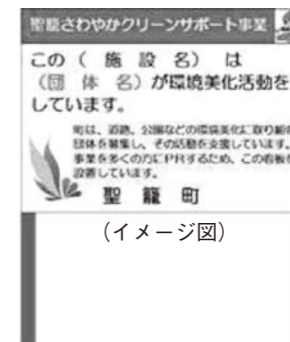 聖籠さわやかクリーンサポート事業
この（施設名）は
（団体名）が環境美化活動を
しています。
町は、道路、公園などの環境美化に取り組む
団体を募集し、その活動を支援しています。
事業を多くの方にPRするため、この看板を
設置しています。
聖籠町
（イメージ図）